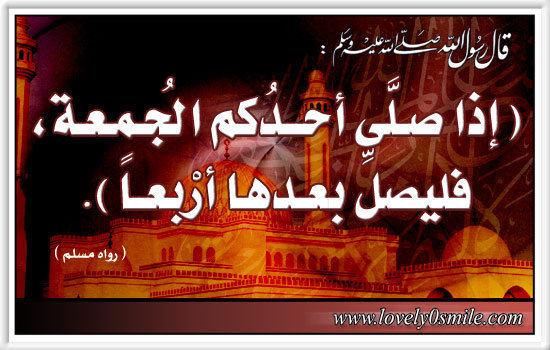 قال رسول الله صلى الله عليه وسلم :
( إذا صلَّى أحدُكم الجُمعة ،
فليصلِّ بعدها أرْبعاً ) .
( رواه مسلم )
www.lovely0smile.com